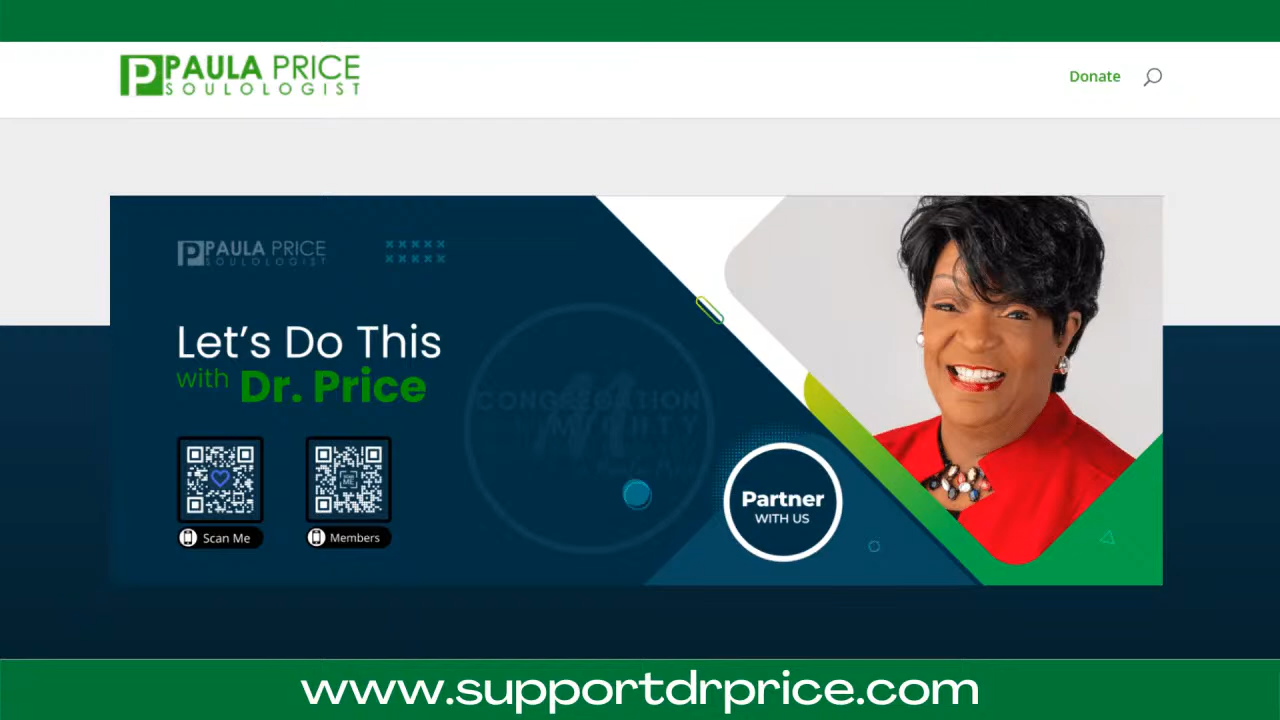 PAULA PRICE
SOULOLOGIST
Donate
PAULA PRICE
SOULOLOGIST
Let's Do This
with Dr. Price
CONGREGATION
M
Scan Me
Members
Partner
WITH US
www.supportdrprice.com